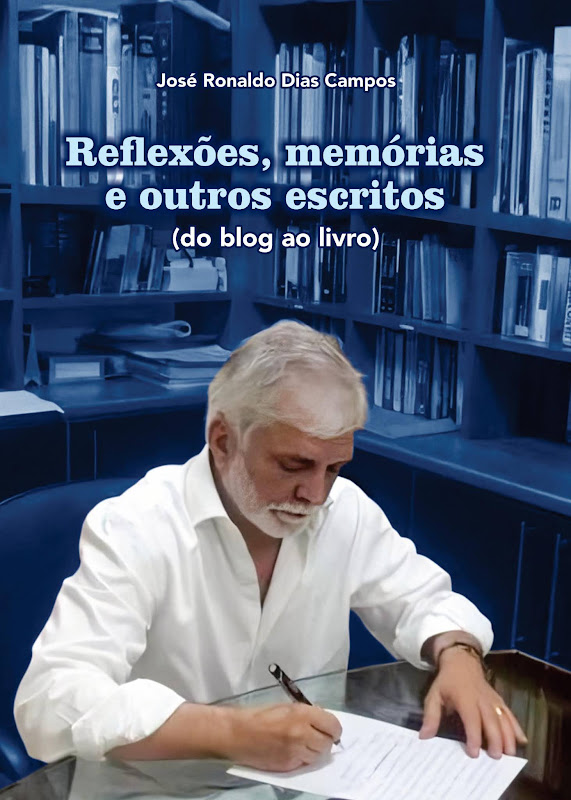 José Ronaldo Dias Campos
Reflexões, memórias
e outros escritos
(do blog ao livro)